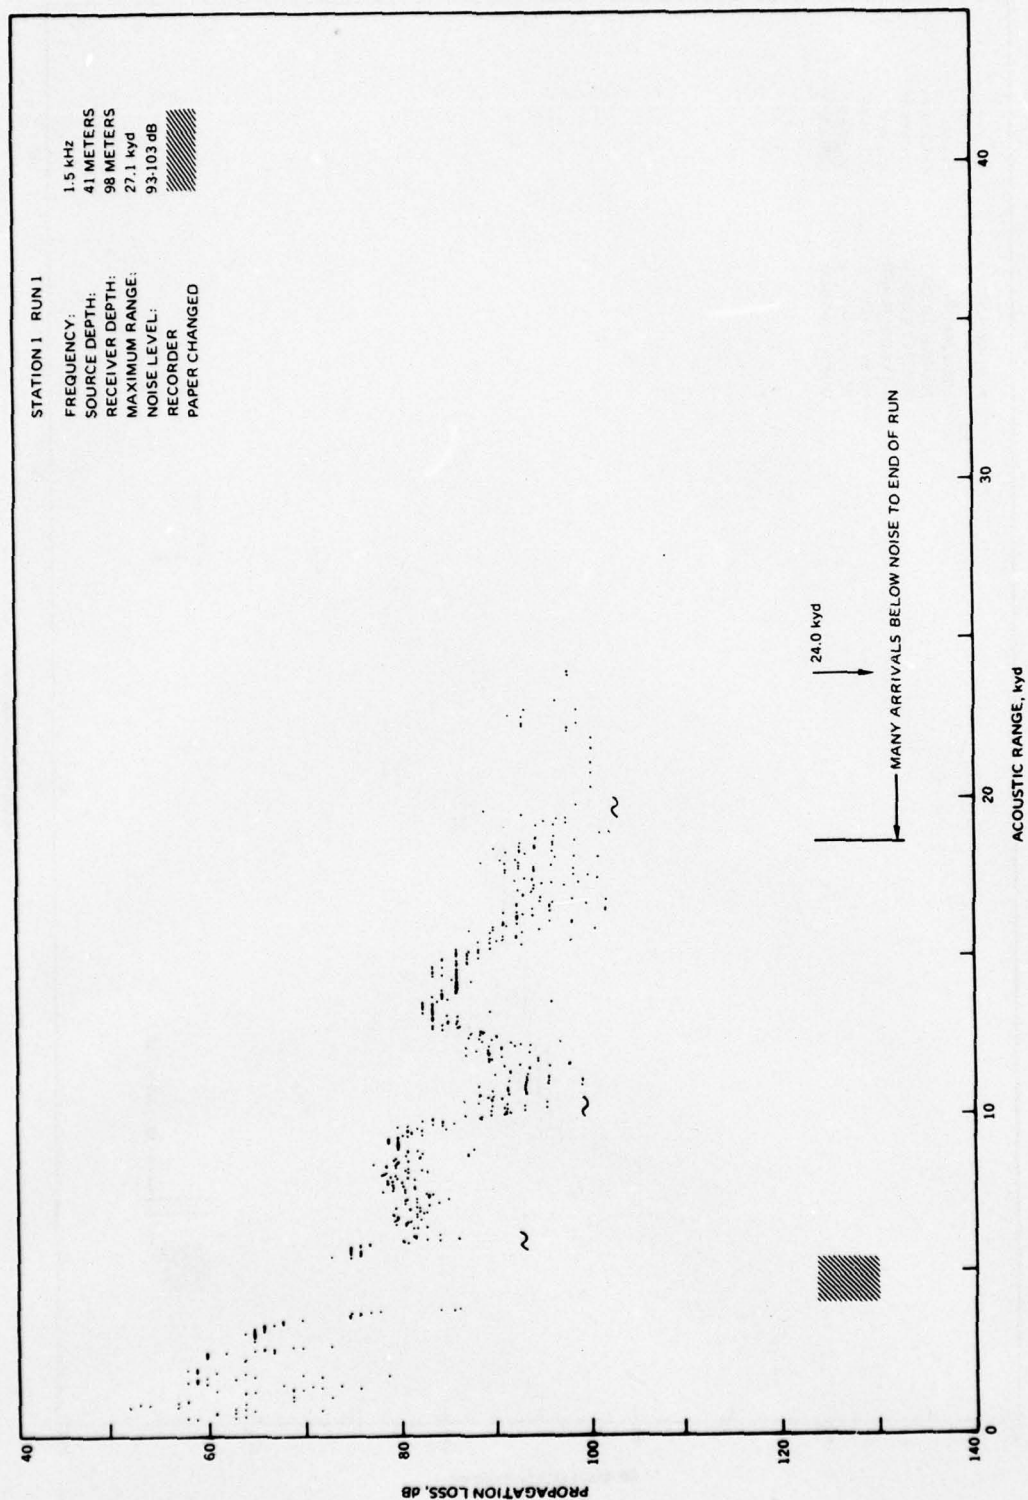 STATION 1 RUN 1
FREQUENCY: 1.5 kHz
SOURCE DEPTH: 41 METERS
RECEIVER DEPTH: 98 METERS
MAXIMUM RANGE: 27.1 kyd
NOISE LEVEL: 93-103 dB
RECORDER
PAPER CHANGED
40
60
80
100
120
140
PROPAGATION LOSS, dB
24.0 kyd
MANY ARRIVALS BELOW NOISE TO END OF RUN
0
10
20
30
40
ACOUSTIC RANGE, kyd